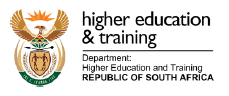 higher education
& training
Department:
Higher Education and Training
REPUBLIC OF SOUTH AFRICA